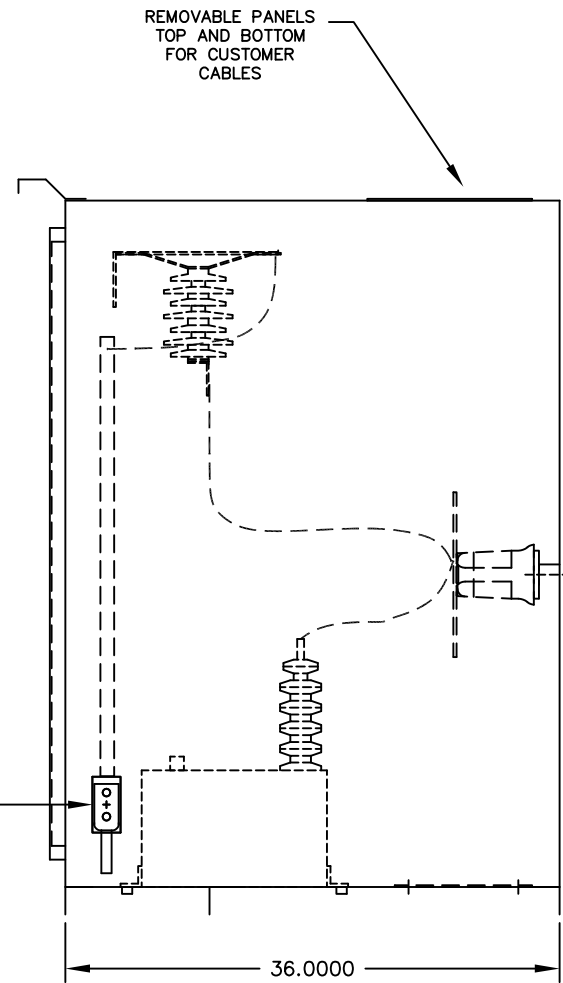 REMOVABLE PANELS
TOP AND BOTTOM
FOR CUSTOMER
CABLES
36.0000